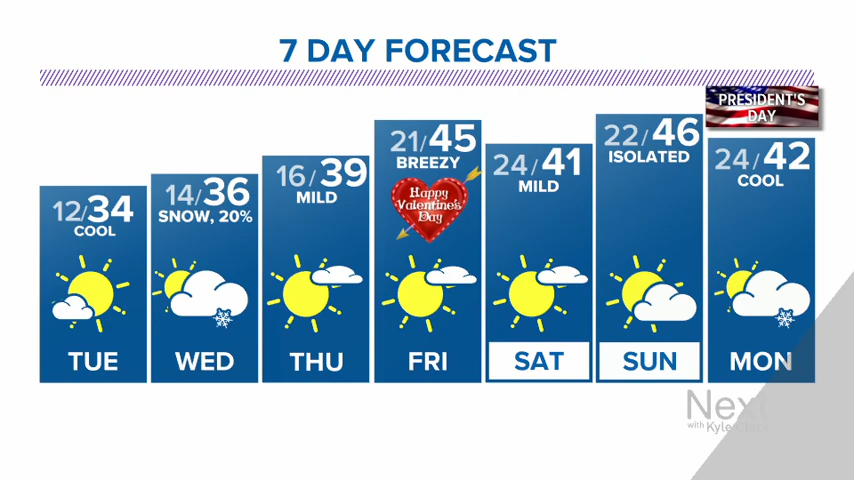 7 DAY FORECAST
12/34
COOL
TUE
14/36
SNOW, 20%
WED
16/39
MILD
THU
21/45
BREEZY
Happy
Valentine's
Day
FRI
24/41
MILD
SAT
22/46
ISOLATED
SUN
PRESIDENT'S
DAY
24/42
COOL
MON
Next
with Kyle Clark